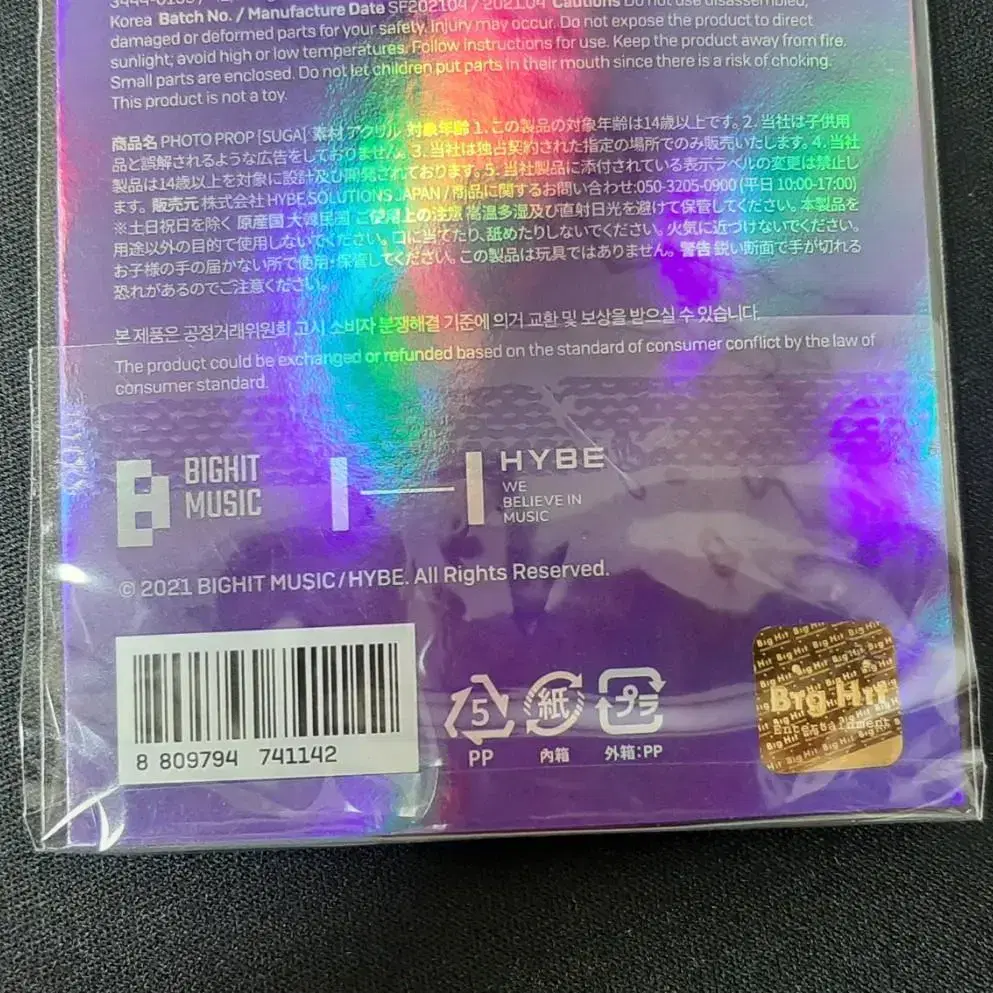 Korea Batch No. / Manufacture Date SF202104 / 2021.04 Cautions Do not use disassembled,
damaged or deformed parts for your safety, injury may occur. Do not expose the product to direct
sunlight; avoid high or low temperatures. Follow instructions for use. Keep the product away from fire.
Small parts are enclosed. Do not let children put parts in their mouth since there is a risk of choking.
This product is not a toy.
商品名 PHOTO PROP [SUGA] 素材 アクリル 対象年齢 1. この製品の対象年齢は14歳以上です。2. 当社は子供用
品と誤解されるような広告をしておりません。3. 当社は独占契約された指定の場所でのみ販売いたします。4. 当社
製品は14歳以上を対象に設計及び開発されております。5. 当社製品に添付されている表示ラベルの変更は禁止し
ます。販売元 株式会社 HYBE SOLUTIONS JAPAN / 商品に関するお問い合わせ:050-3205-0900 (平日 10:00-17:00)
※土日祝日を除く 原産国 大韓民国 ご使用上の注意 高温多湿及び直射日光を避けて保管してください。本製品を
用途以外の目的で使用しないでください。口に当てたり、舐めたりしないでください。火気に近づけないでください。
お子様の手の届かない所で使用・保管してください。この製品は玩具ではありません。警告 鋭い断面で手が切れる
恐れがあるのでご注意ください。
본 제품은 공정거래위원회 고시 소비자 분쟁해결 기준에 의거 교환 및 보상을 받으실 수 있습니다.
The product could be exchanged or refunded based on the standard of consumer conflict by the law of
consumer standard.
BIGHIT
MUSIC
HYBE
WE
BELIEVE IN
MUSIC
© 2021 BIGHIT MUSIC/HYBE. All Rights Reserved.
8 809794 741142
5
PP
紙
内箱
プラ
外箱:PP
Big Hit
Entertainment